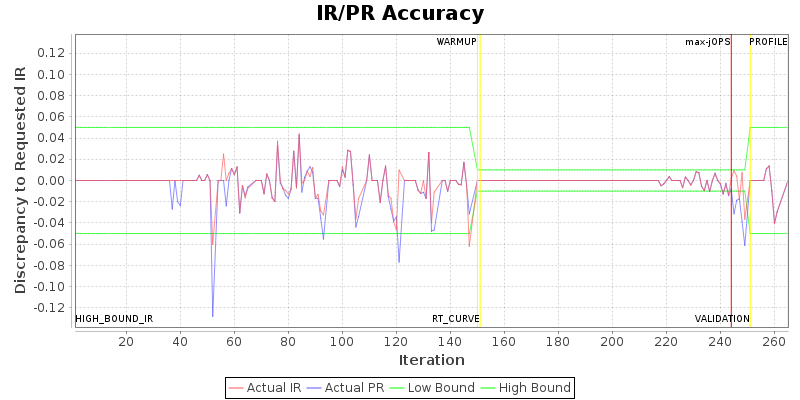 IR/PR Accuracy
WARMUP
max-jOPS
PROFILE
Discrepancy to Requested IR
0.12
0.10
0.08
0.06
0.04
0.02
0.00
-0.02
-0.04
-0.06
-0.08
-0.10
-0.12
HIGH_BOUND_IR
RT_CURVE
VALIDATION
20 40 60 80 100 120 140 160 180 200 220 240 260
Iteration
Actual IR Actual PR Low Bound High Bound